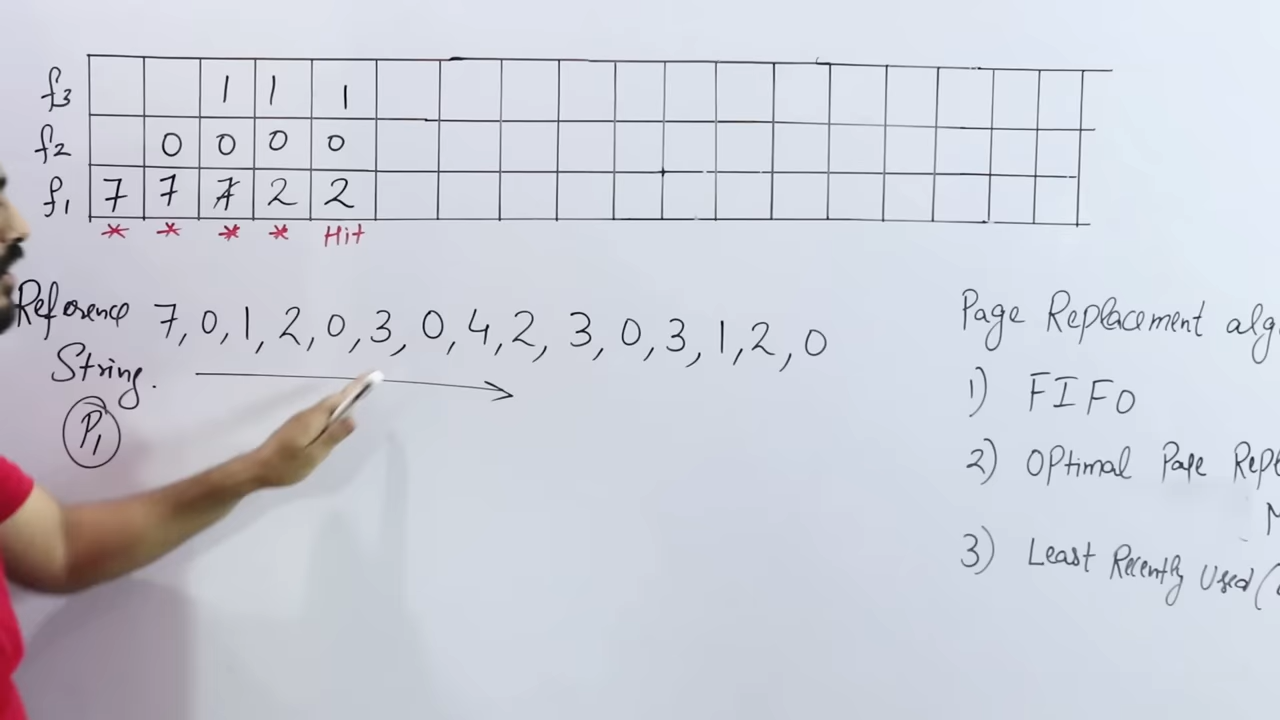 f3 1 1 1
f2 0 0 0 0
f1 7 7 7 2 2
* * * * Hit
Reference 7,0,1,2,0,3,0,4,2,3,0,3,1,2,0
String.
P1
Page Replacement alg
1) FIFO
2) Optimal Page Repl
3) Least Recently Used (